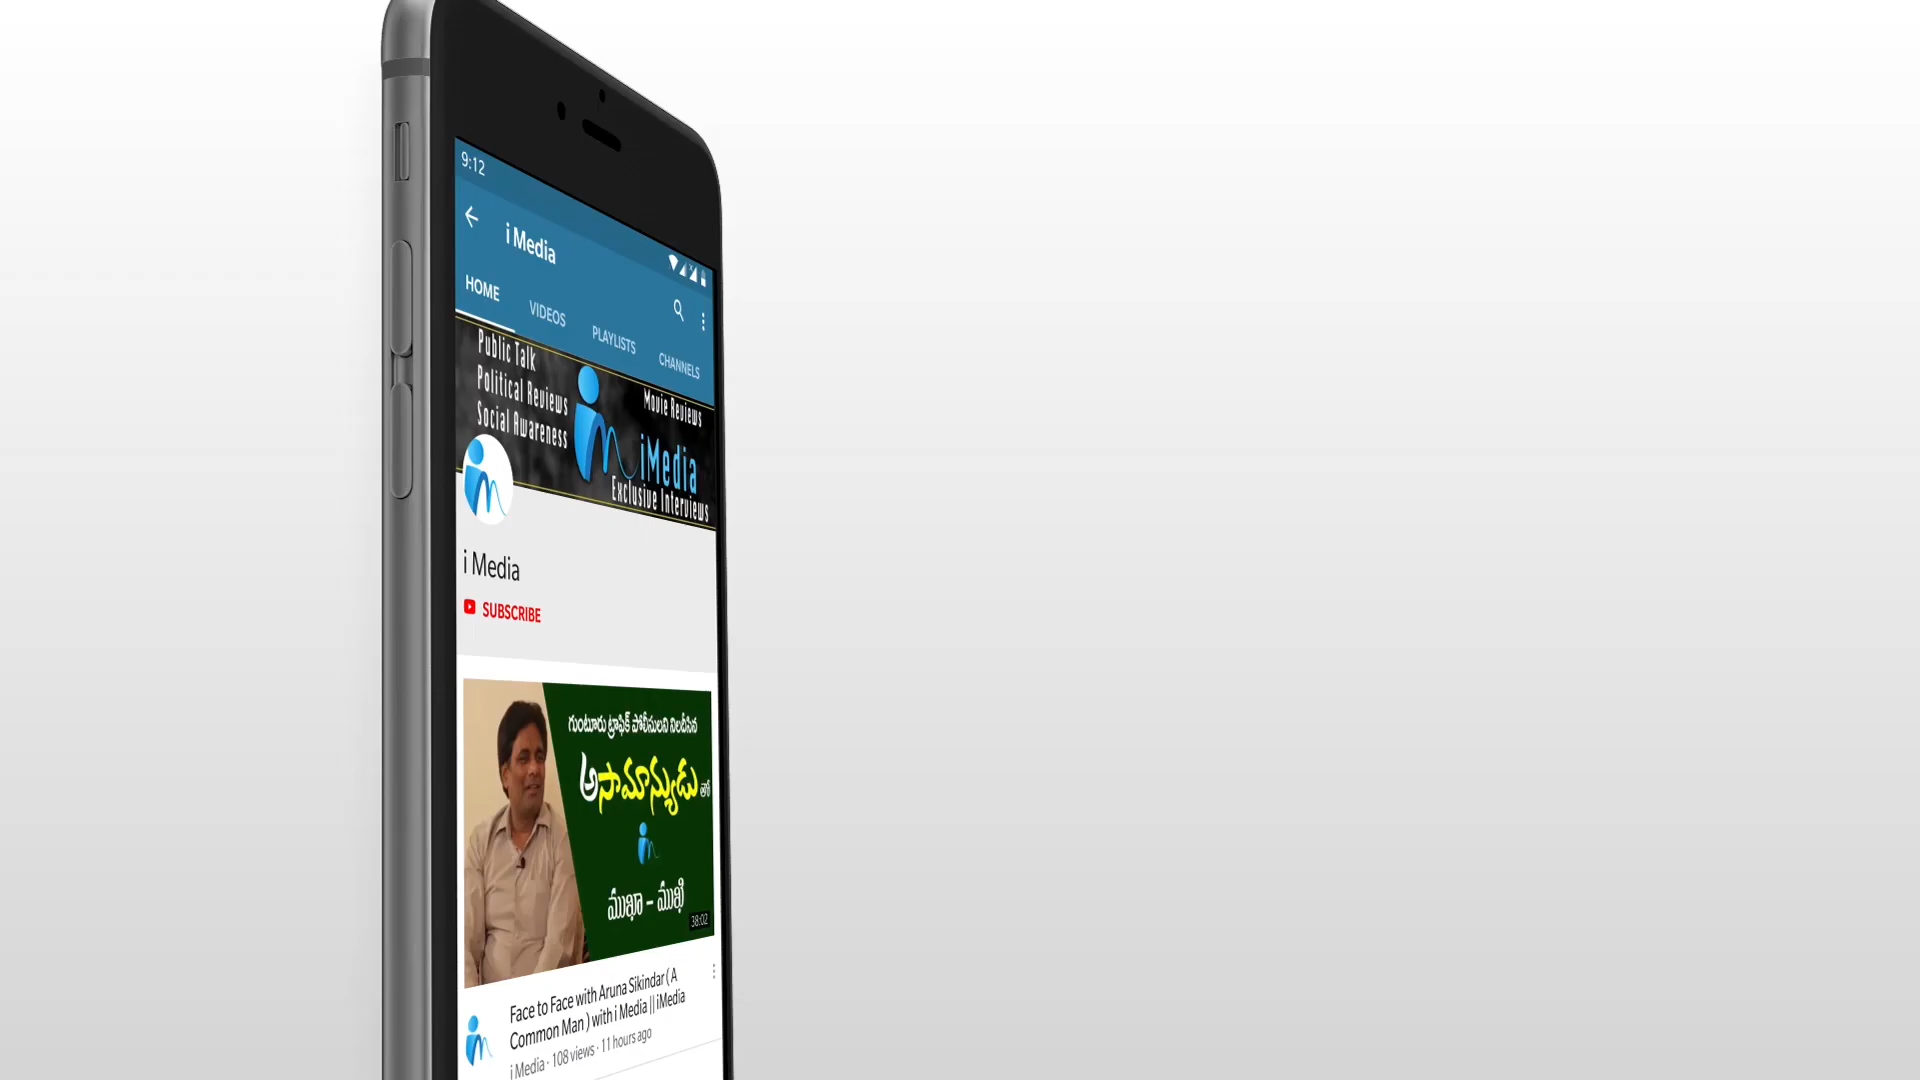 9:12
i Media
HOME
VIDEOS
PLAYLISTS
CHANNELS
Public Talk
Political Reviews
Social Awareness
Movie Reviews
iMedia
Exclusive Interviews
i Media
SUBSCRIBE
గుంటూరు ట్రాఫిక్ పోలీసులని నిలదీసిన
అసామాన్యుడు తో
ముఖా - ముఖి
38:02
Face to Face with Aruna Sikindar ( A
Common Man ) with i Media || iMedia
i Media · 108 views · 11 hours ago